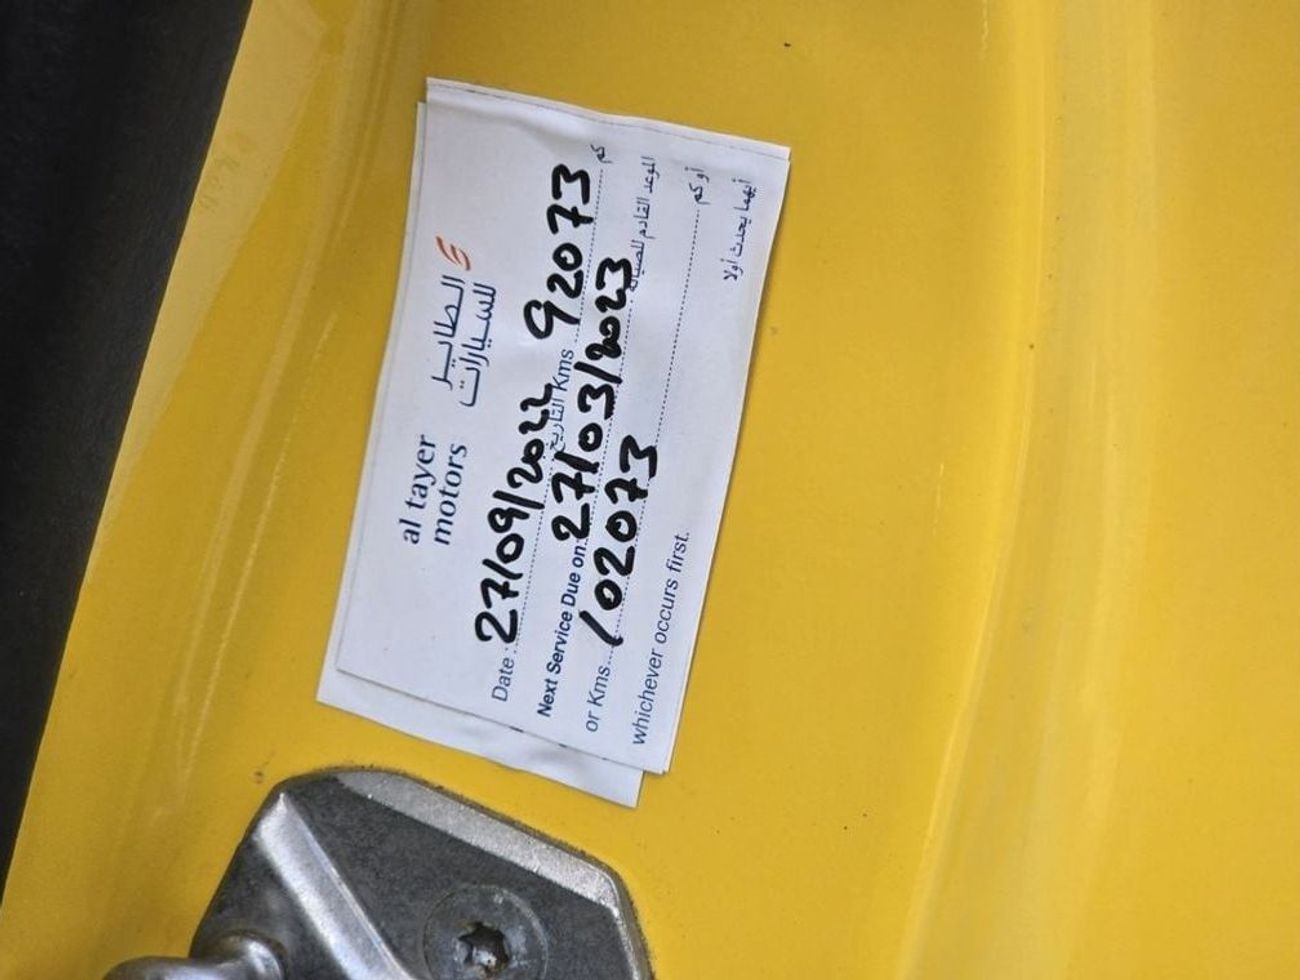 al tayer
motors
الطاير
للسيارات
Date : 27/09/2022 التاريخ Kms 92073 كم
Next Service Due on: 27/03/2023 الموعد القادم للصيانة
or Kms 102073 أو كم
whichever occurs first. أيهما يحدث أولا